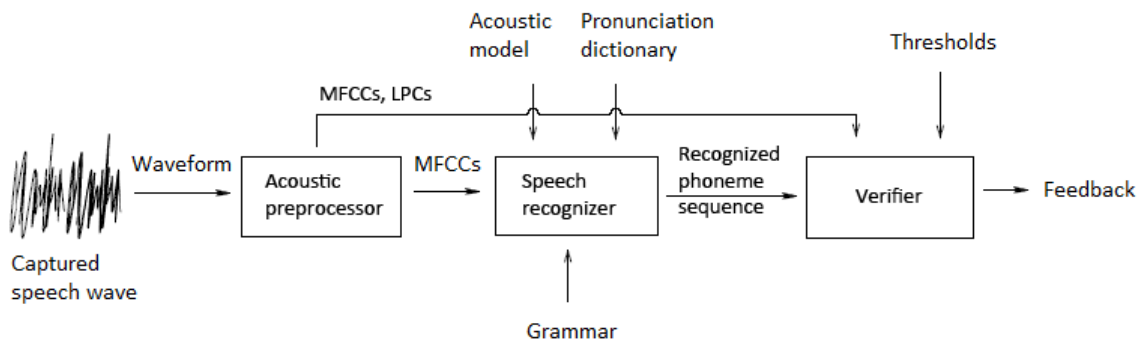 Acoustic
model
Pronunciation
dictionary
Thresholds
MFCCs, LPCs
Waveform
Acoustic
preprocessor
MFCCs
Speech
recognizer
Recognized
phoneme
sequence
Verifier
Feedback
Captured
speech wave
Grammar